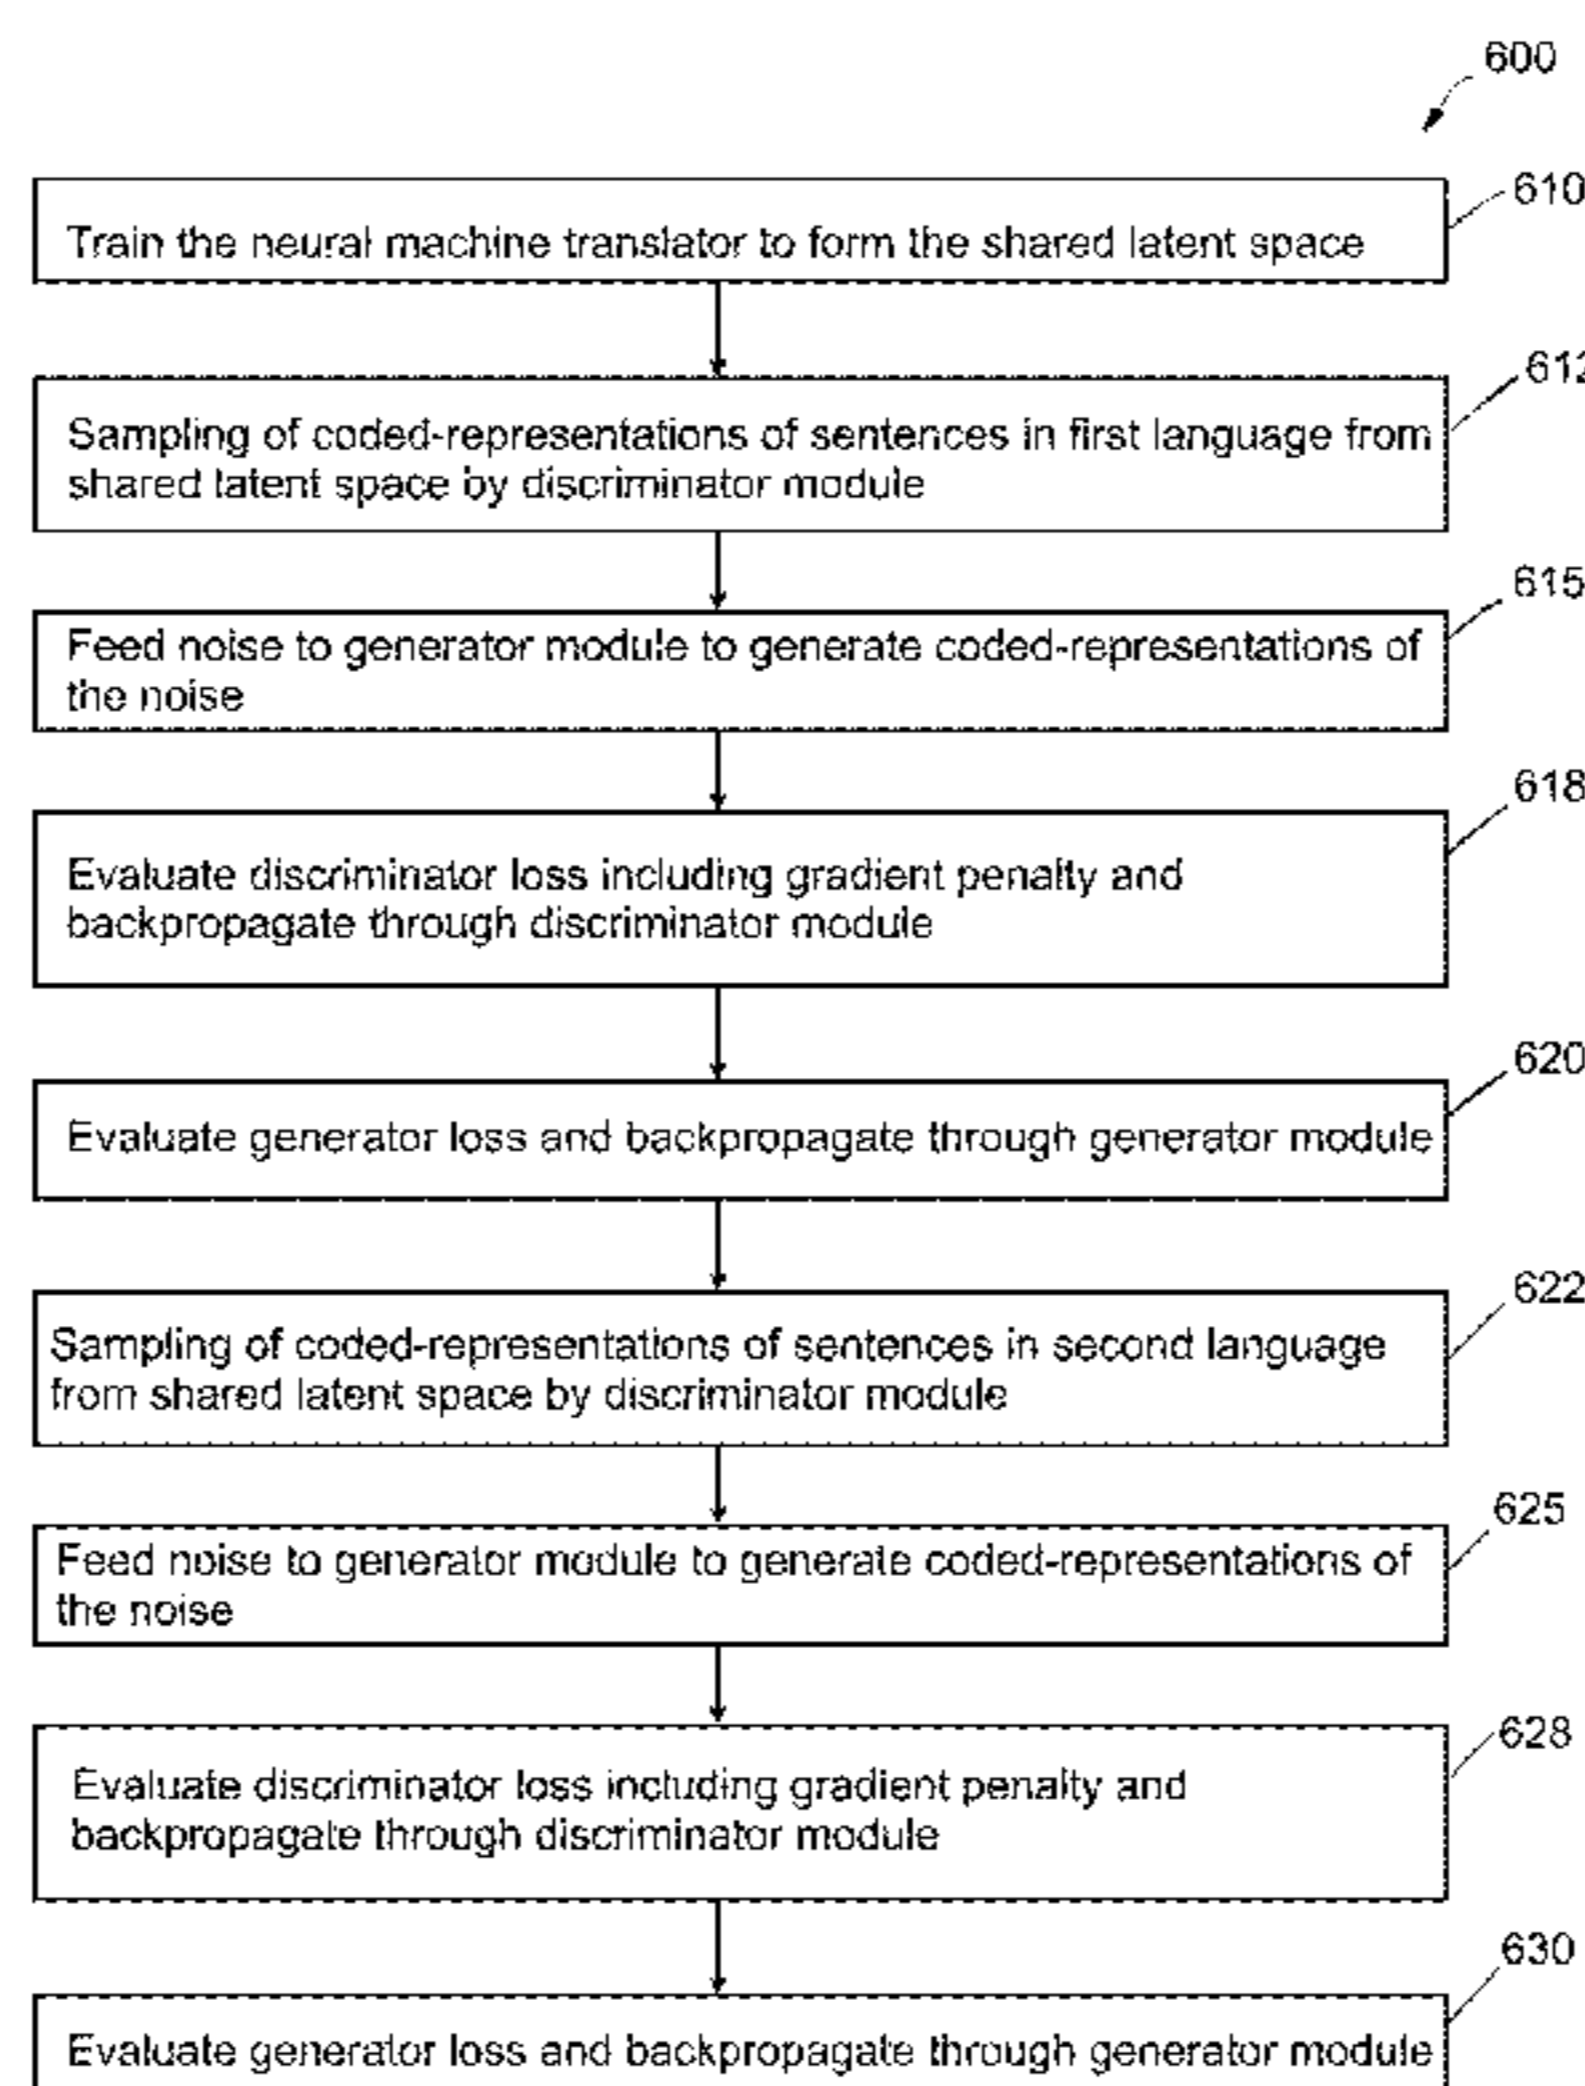 600
610
Train the neural machine translator to form the shared latent space
612
Sampling of coded-representations of sentences in first language from
shared latent space by discriminator module
615
Feed noise to generator module to generate coded-representations of
the noise
618
Evaluate discriminator loss including gradient penalty and
backpropagate through discriminator module
620
Evaluate generator loss and backpropagate through generator module
622
Sampling of coded-representations of sentences in second language
from shared latent space by discriminator module
625
Feed noise to generator module to generate coded-representations of
the noise
628
Evaluate discriminator loss including gradient penalty and
backpropagate through discriminator module
630
Evaluate generator loss and backpropagate through generator module